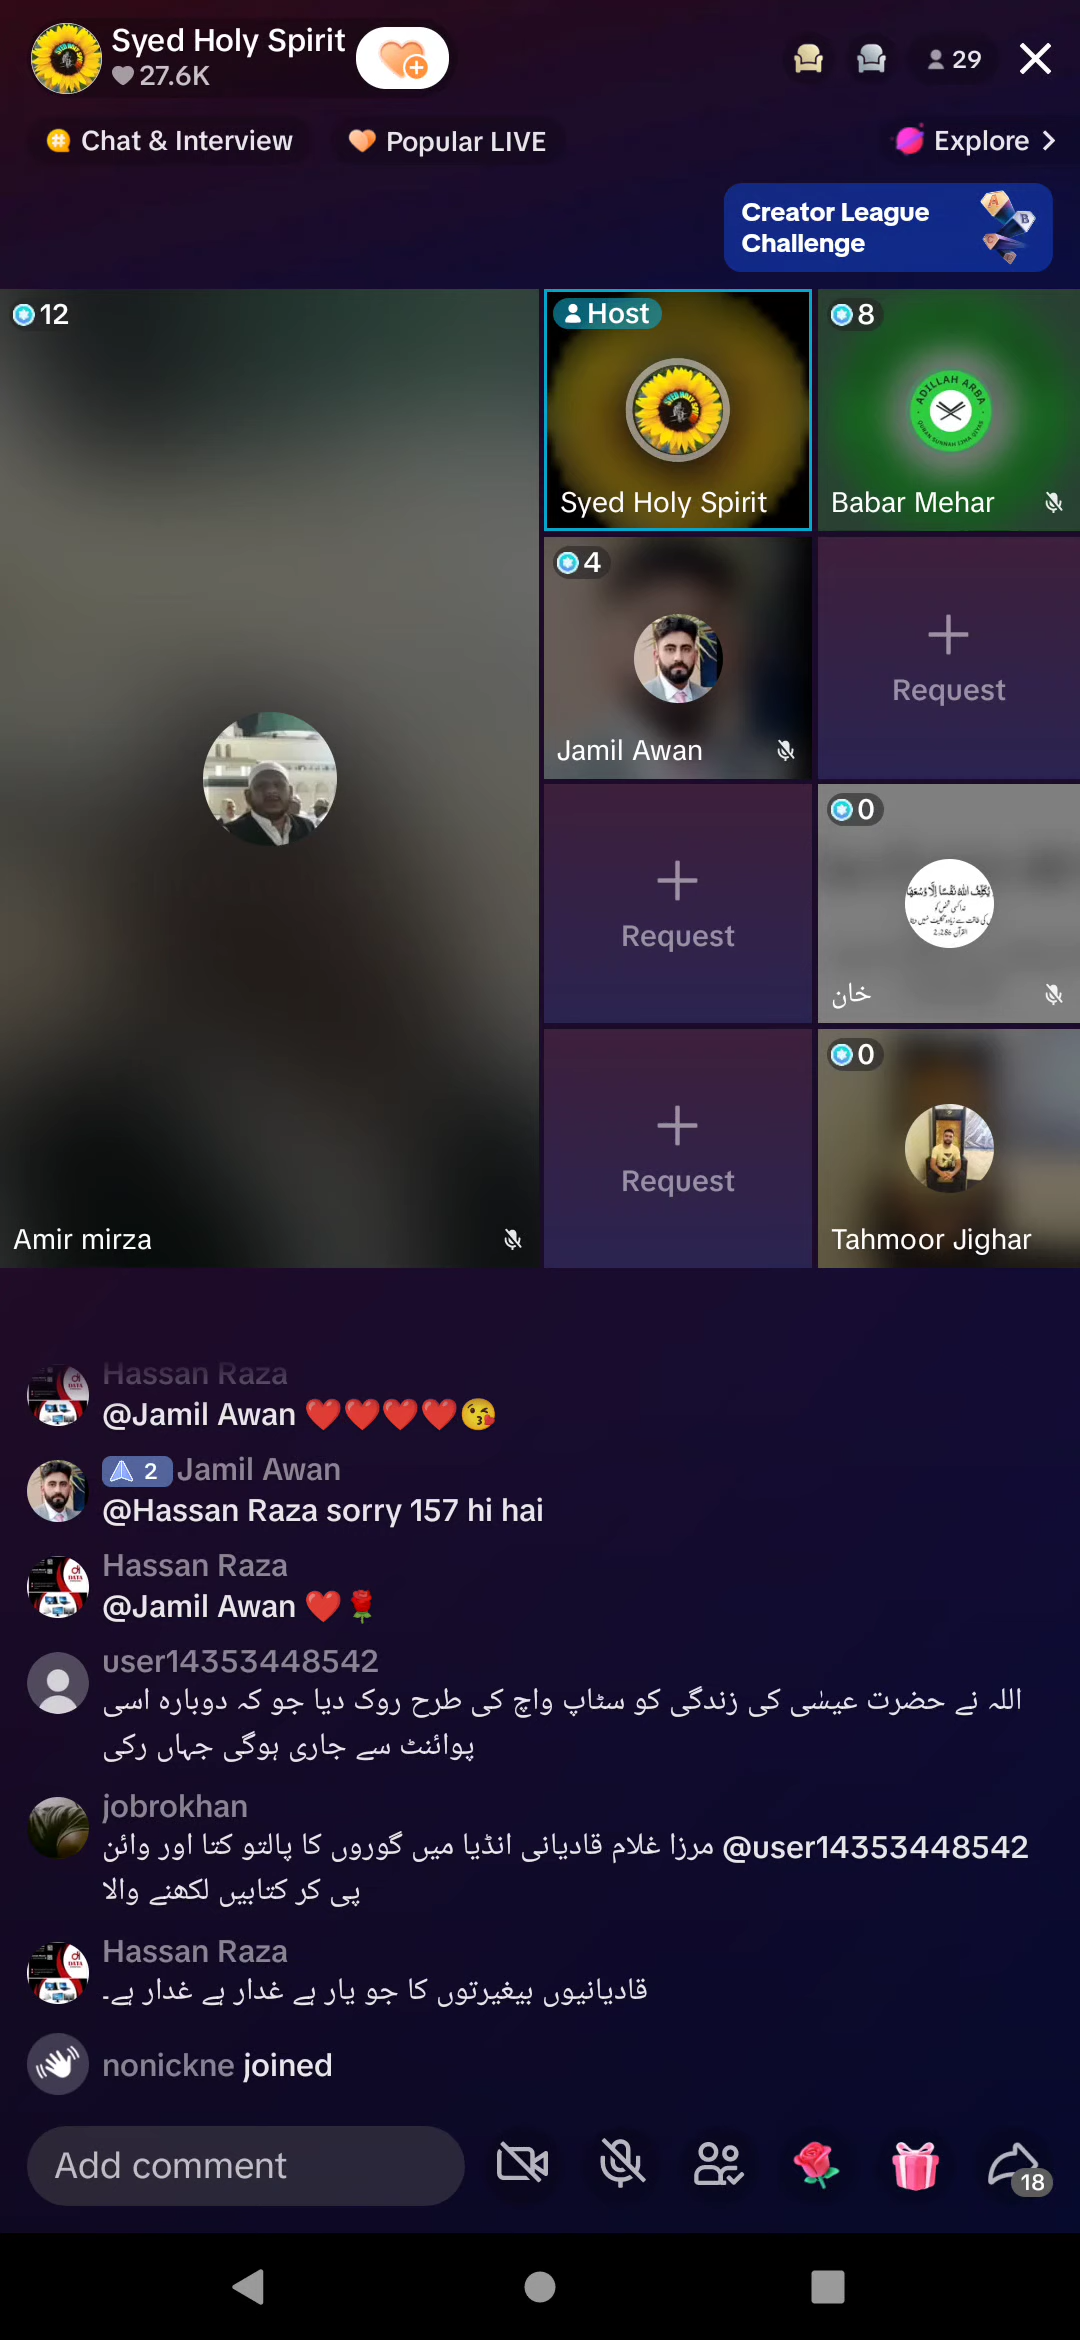 Syed Holy Spirit
27.6K
29
Chat & Interview
Popular LIVE
Explore
Creator League
Challenge
12
Host
8
ADILLAH ARBA
Syed Holy Spirit
Babar Mehar
4
Request
Jamil Awan
Request
0
خان
0
Request
Amir mirza
Tahmoor Jighar
Hassan Raza
@Jamil Awan ❤️❤️❤️❤️😘
2 Jamil Awan
@Hassan Raza sorry 157 hi hai
Hassan Raza
@Jamil Awan ❤️🌹
user14353448542
اللہ نے حضرت عیسٰی کی زندگی کو سٹاپ واچ کی طرح روک دیا جو کہ دوبارہ اسی
پوائنٹ سے جاری ہوگی جہاں رکی
jobrokhan
@user14353448542 مرزا غلام قادیانی انڈیا میں گوروں کا پالتو کتا اور وائن
پی کر کتابیں لکھنے والا
Hassan Raza
قادیانیوں بیغیرتوں کا جو یار ہے غدار ہے غدار ہے۔
nonickne joined
Add comment
18